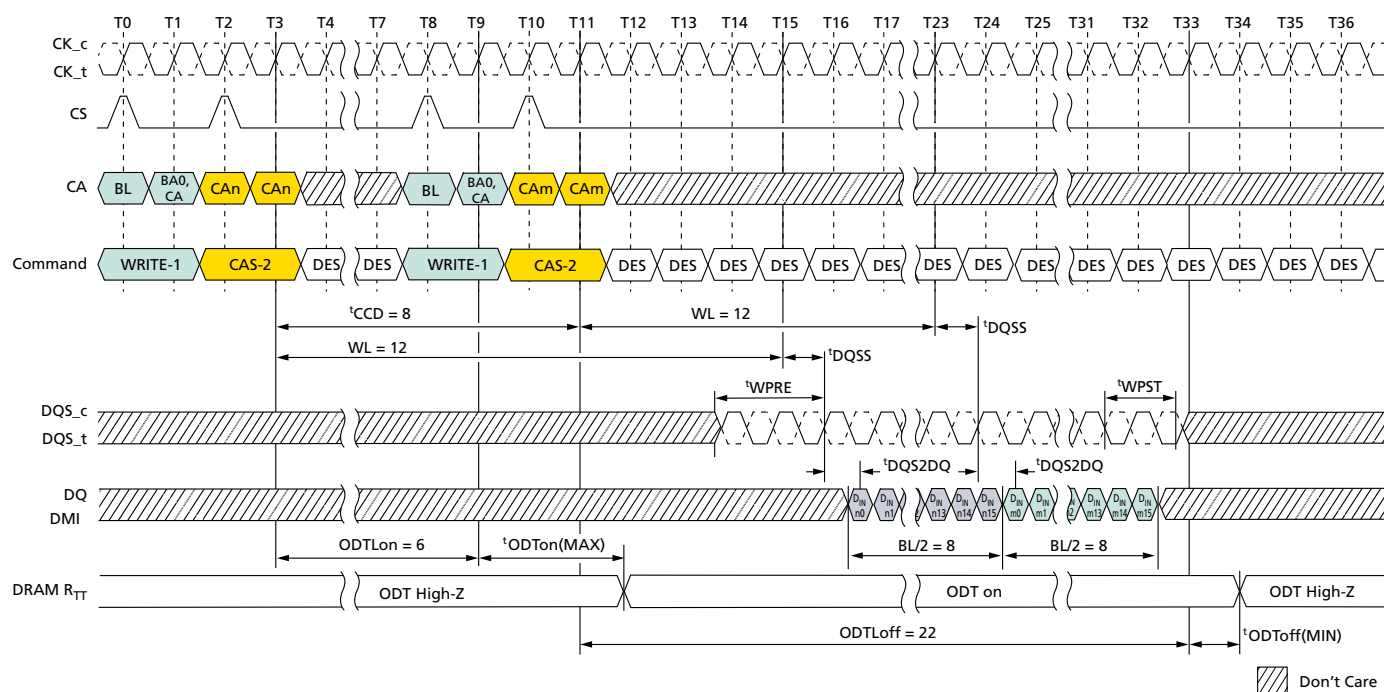 T0 T1 T2 T3 T4 T7 T8 T9 T10 T11 T12 T13 T14 T15 T16 T17 T23 T24 T25 T31 T32 T33 T34 T35 T36
CK_c
CK_t
CS
CA BL BA0, CA CAn CAn BL BA0, CA CAm CAm
Command WRITE-1 CAS-2 DES DES WRITE-1 CAS-2 DES DES DES DES DES DES DES DES DES DES DES DES DES DES DES
tCCD = 8 WL = 12 tDQSS
WL = 12 tDQSS
tWPRE tWPST
DQS_c
DQS_t
tDQS2DQ tDQS2DQ
DQ
DMI
DIN n0 DIN n1 DIN n13 DIN n14 DIN n15 DIN m0 DIN m1 DIN m13 DIN m14 DIN m15
BL/2 = 8 BL/2 = 8
ODTLon = 6 tODTon(MAX)
DRAM RTT ODT High-Z ODT on ODT High-Z
ODTLoff = 22 tODToff(MIN)
Don't Care